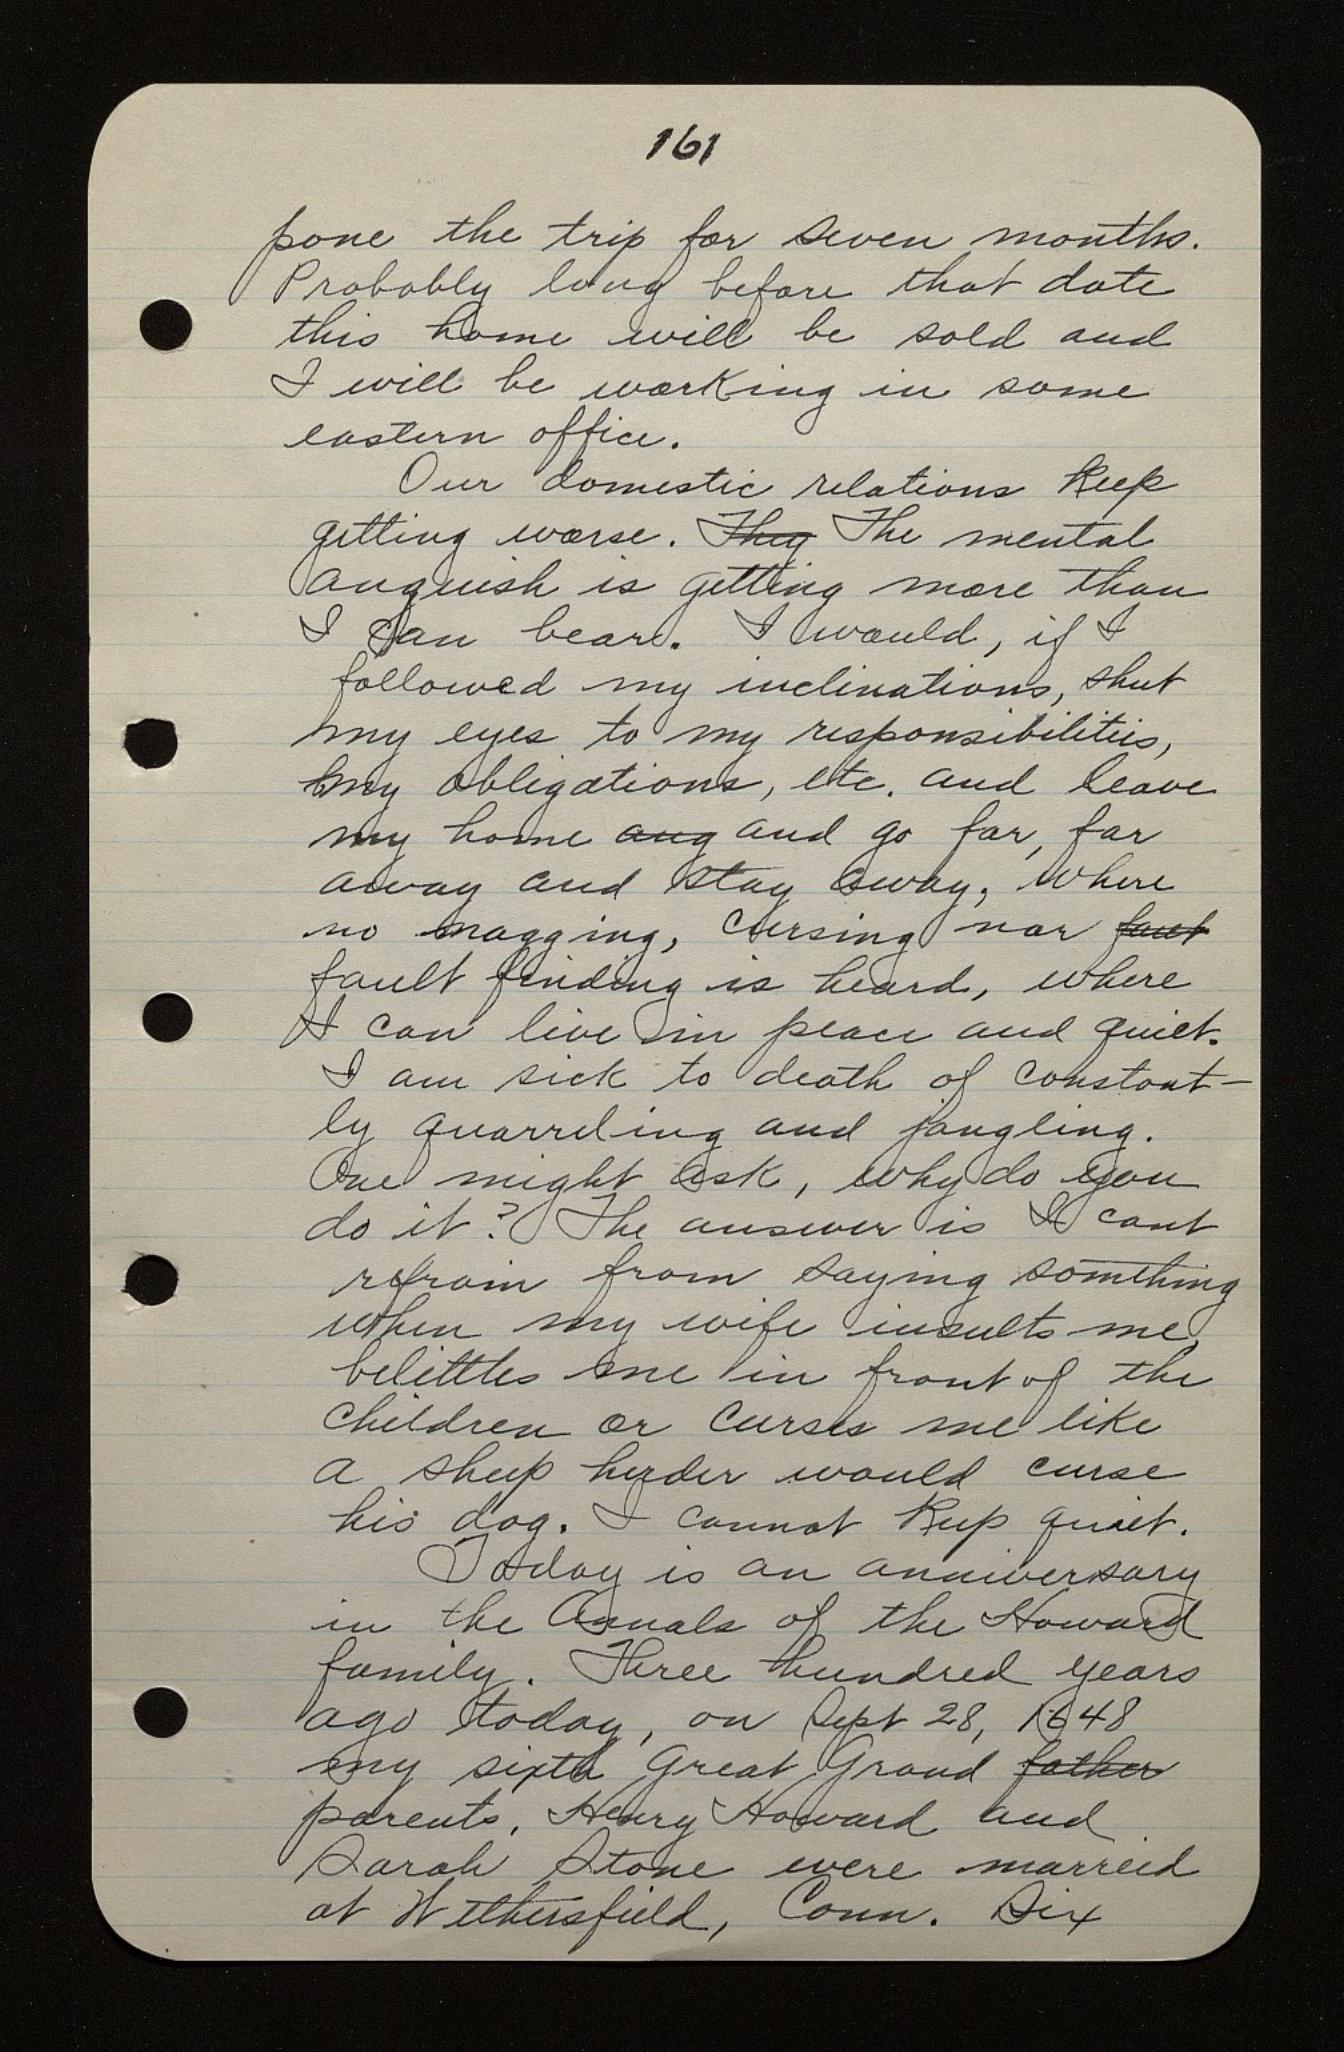 161
pone the trip for seven months.
Probably long before that date
this home will be sold and
I will be working in some
eastern office.
Our domestic relations keep
getting worse. They The mental
anguish is getting more than
I can bear. I would, if I
followed my inclinations, shut
my eyes to my responsibilities,
my obligations, etc. and leave
my home aug and go far, far
away and stay away, where
no nagging, cursing nor faut
fault finding is heard, where
I can live in peace and quiet.
I am sick to death of constant-
ly quarreling and jangling.
One might ask, why do you
do it? The answer is I cant
refrain from saying something
when my wife insults me,
belittles me in front of the
children or curses me like
a sheep herder would curse
his dog. I cannot keep quiet.
Today is an anniversary
in the Annals of the Howard
family. Three hundred years
ago today, on Sept 28, 1648
my sixth Great Grand father
parents, Henry Howard and
Sarah Stone were marreid
at Wethersfield, Conn. Six